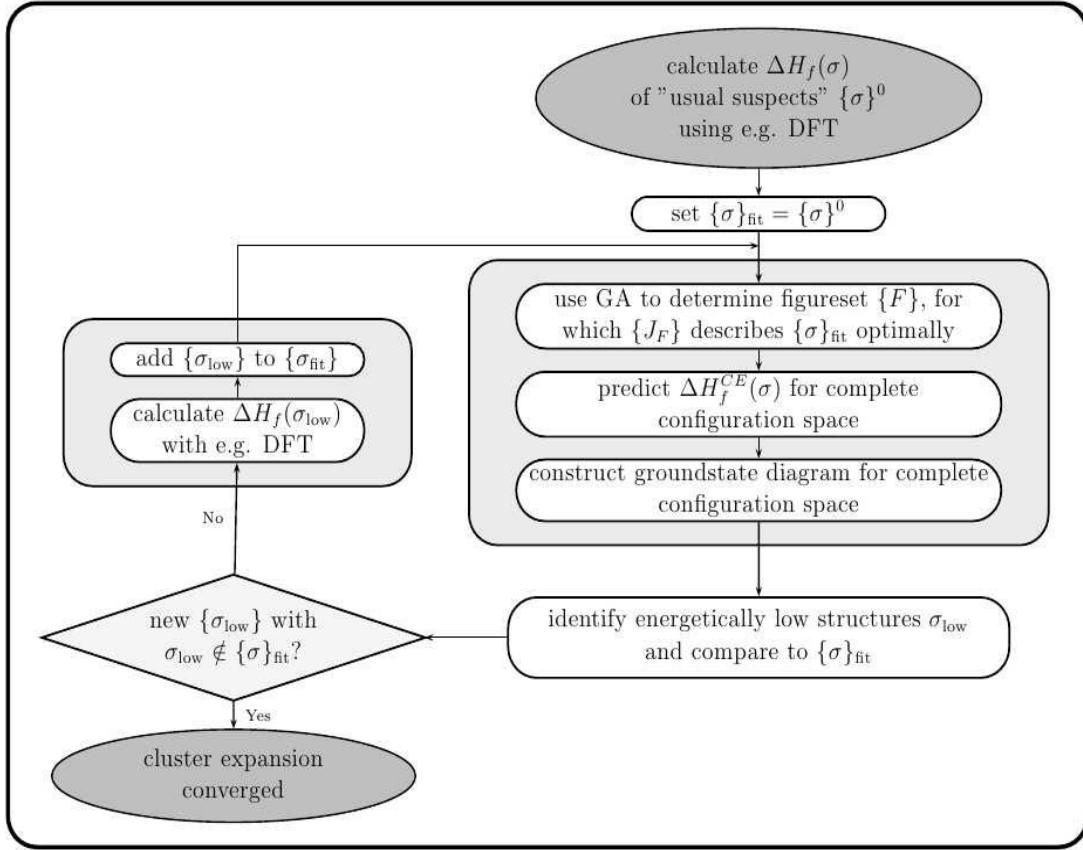 calculate ΔH_f(σ)
of "usual suspects" {σ}^0
using e.g. DFT
set {σ}_fit = {σ}^0
use GA to determine figureset {F}, for
which {J_F} describes {σ}_fit optimally
predict ΔH_f^CE(σ) for complete
configuration space
construct groundstate diagram for complete
configuration space
identify energetically low structures σ_low
and compare to {σ}_fit
new {σ_low} with
σ_low ∉ {σ}_fit?
No
calculate ΔH_f(σ_low)
with e.g. DFT
add {σ_low} to {σ_fit}
Yes
cluster expansion
converged